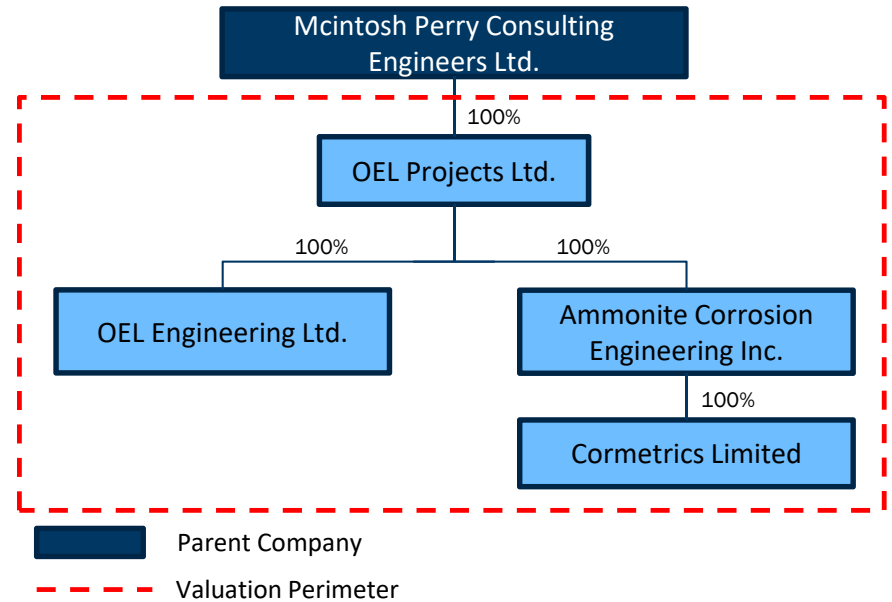 Mcintosh Perry Consulting
Engineers Ltd.
100%
OEL Projects Ltd.
100%
100%
OEL Engineering Ltd.
Ammonite Corrosion
Engineering Inc.
100%
Cormetrics Limited
Parent Company
Valuation Perimeter